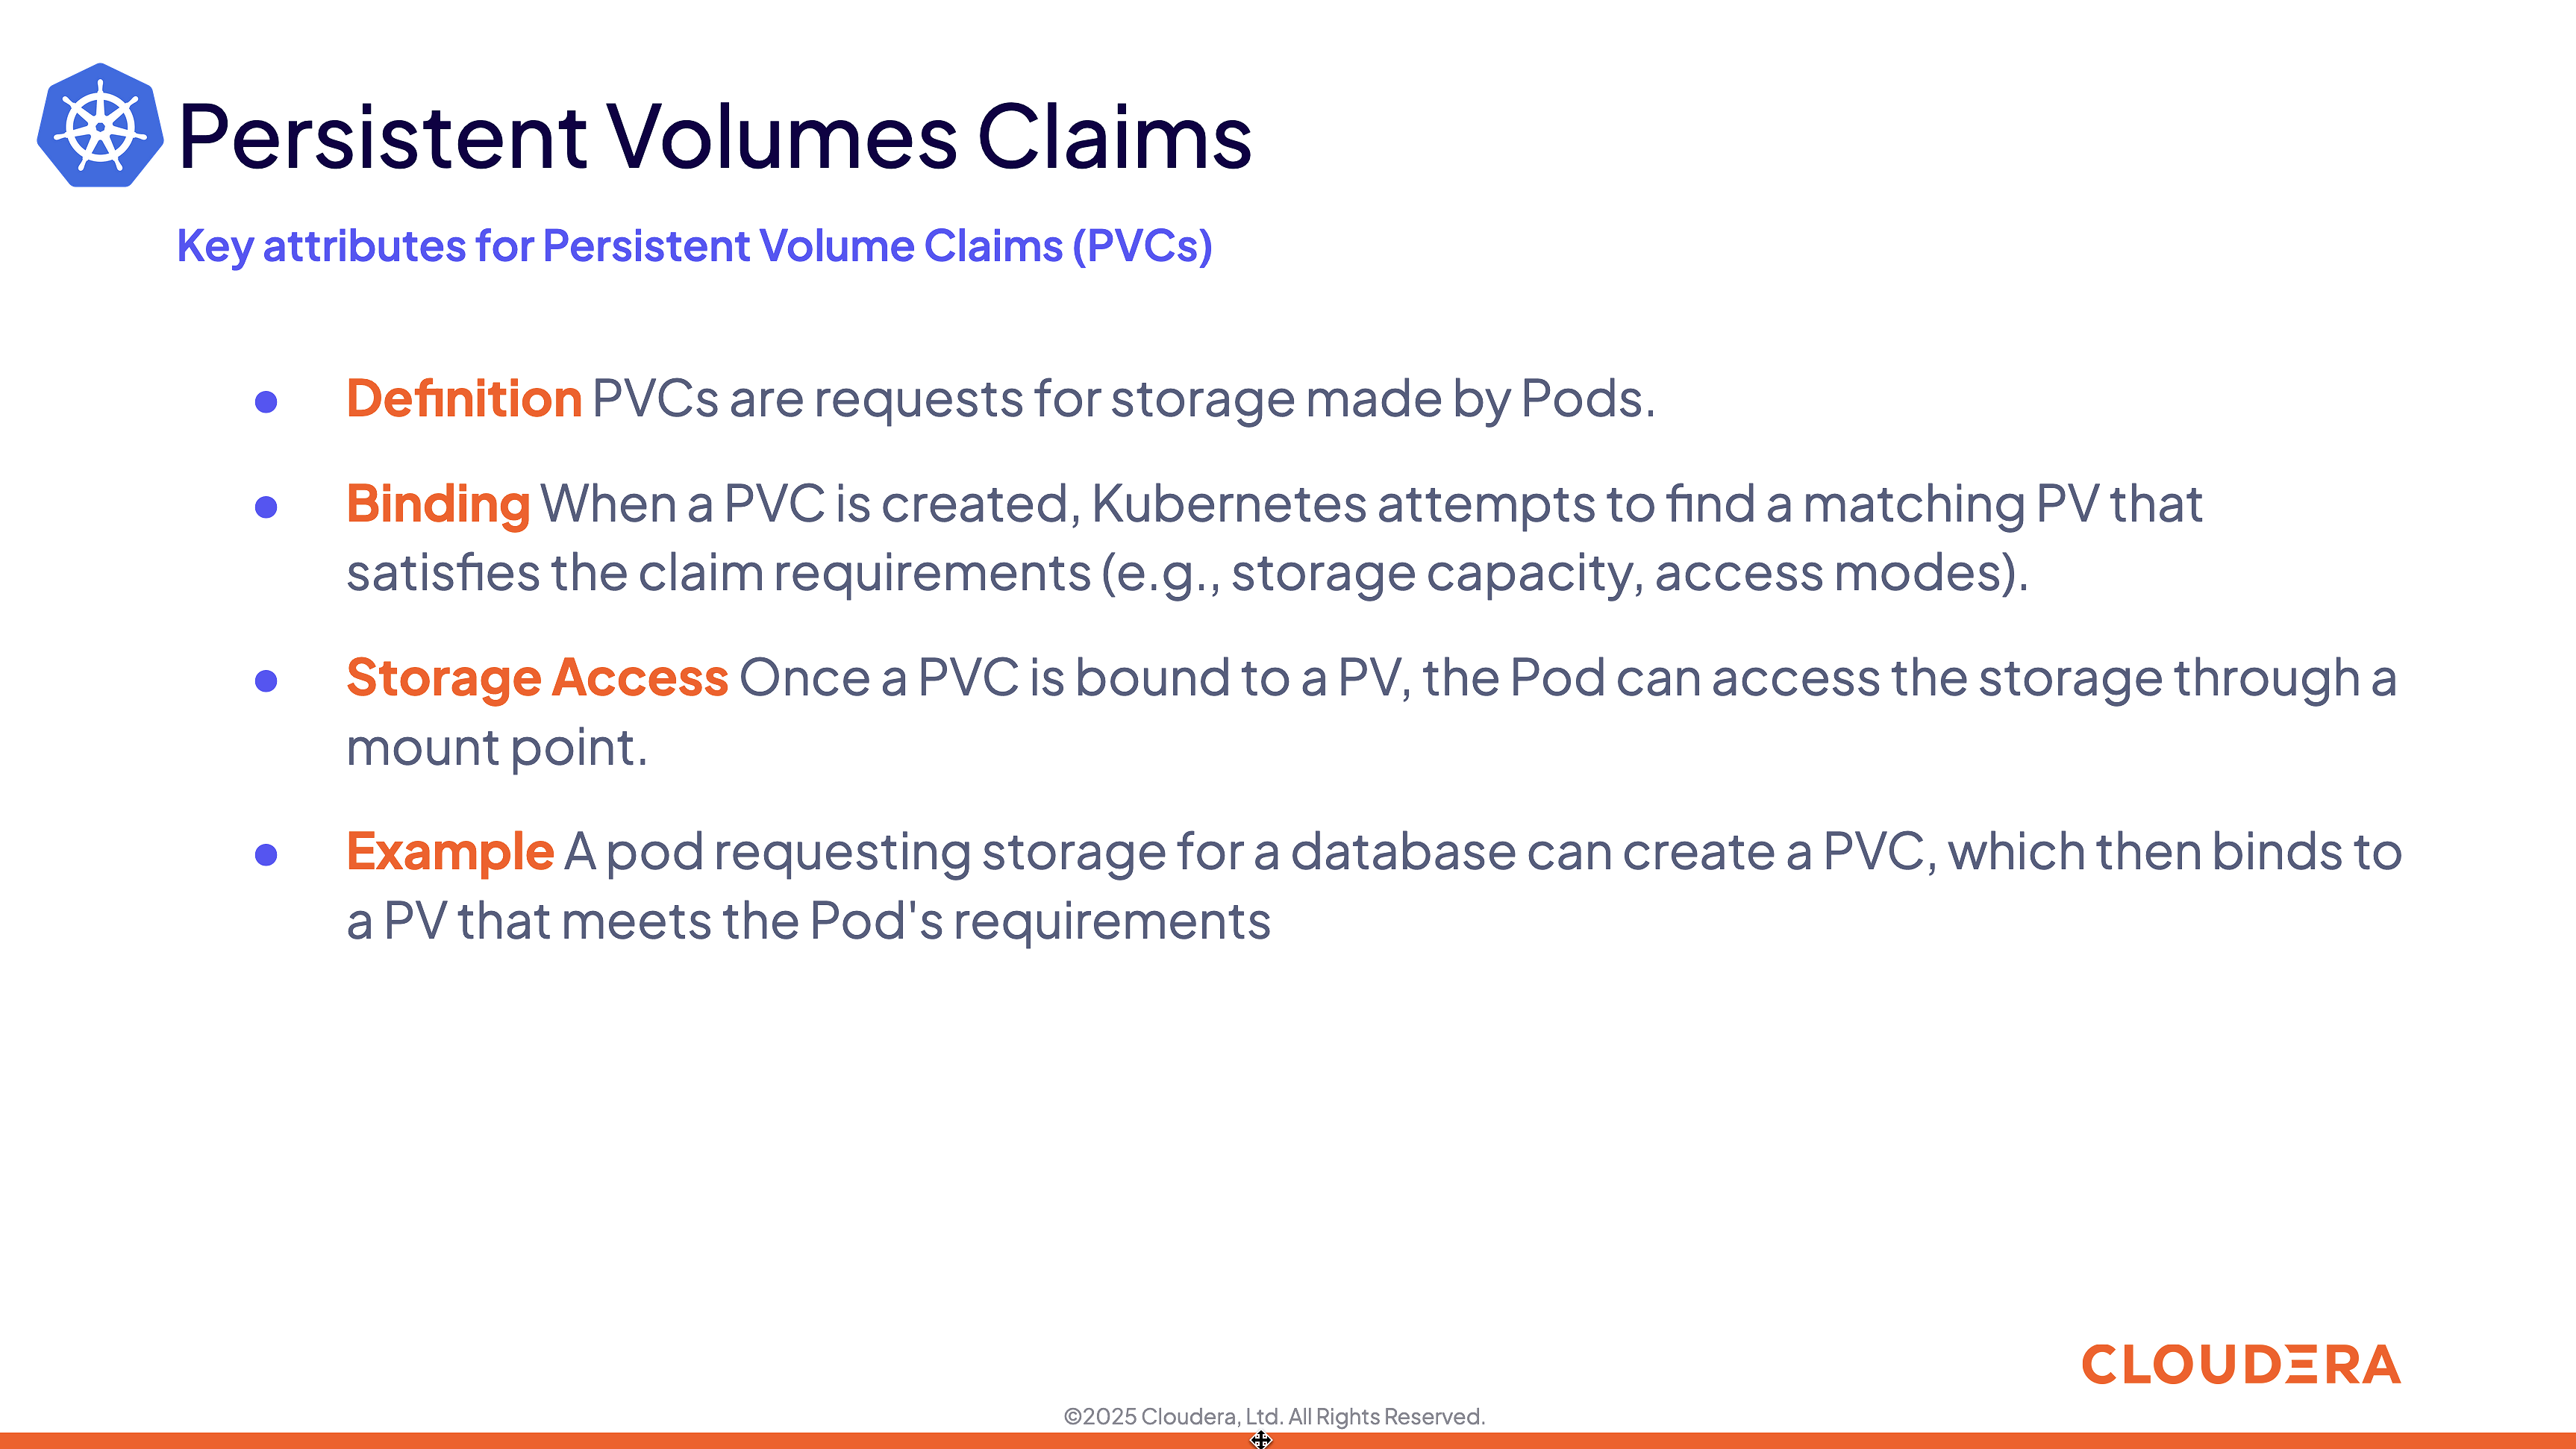 Persistent Volumes Claims
Key attributes for Persistent Volume Claims (PVCs)
● Definition PVCs are requests for storage made by Pods.
● Binding When a PVC is created, Kubernetes attempts to find a matching PV that
satisfies the claim requirements (e.g., storage capacity, access modes).
● Storage Access Once a PVC is bound to a PV, the Pod can access the storage through a
mount point.
● Example A pod requesting storage for a database can create a PVC, which then binds to
a PV that meets the Pod's requirements
CLOUDERA
©2025 Cloudera, Ltd. All Rights Reserved.